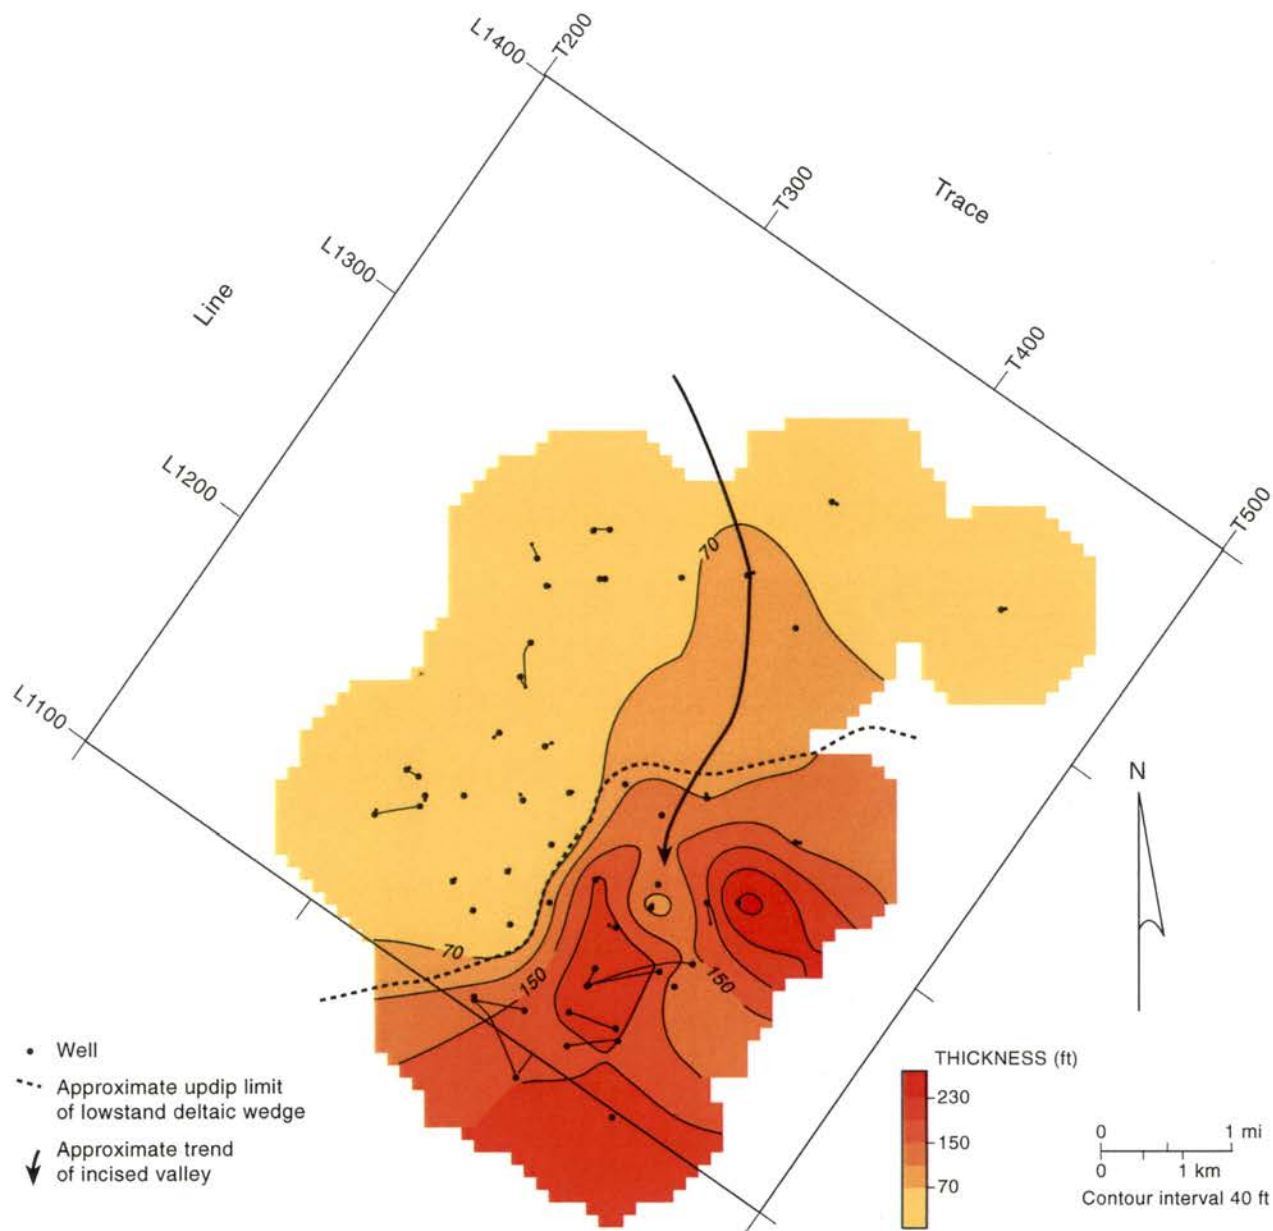 L1400
T200
T300
Trace
L1300
Line
T400
L1200
T500
70
L1100
N
70
150
150
Well
Approximate updip limit
of lowstand deltaic wedge
Approximate trend
of incised valley
THICKNESS (ft)
230
150
70
0 1 mi
0 1 km
Contour interval 40 ft